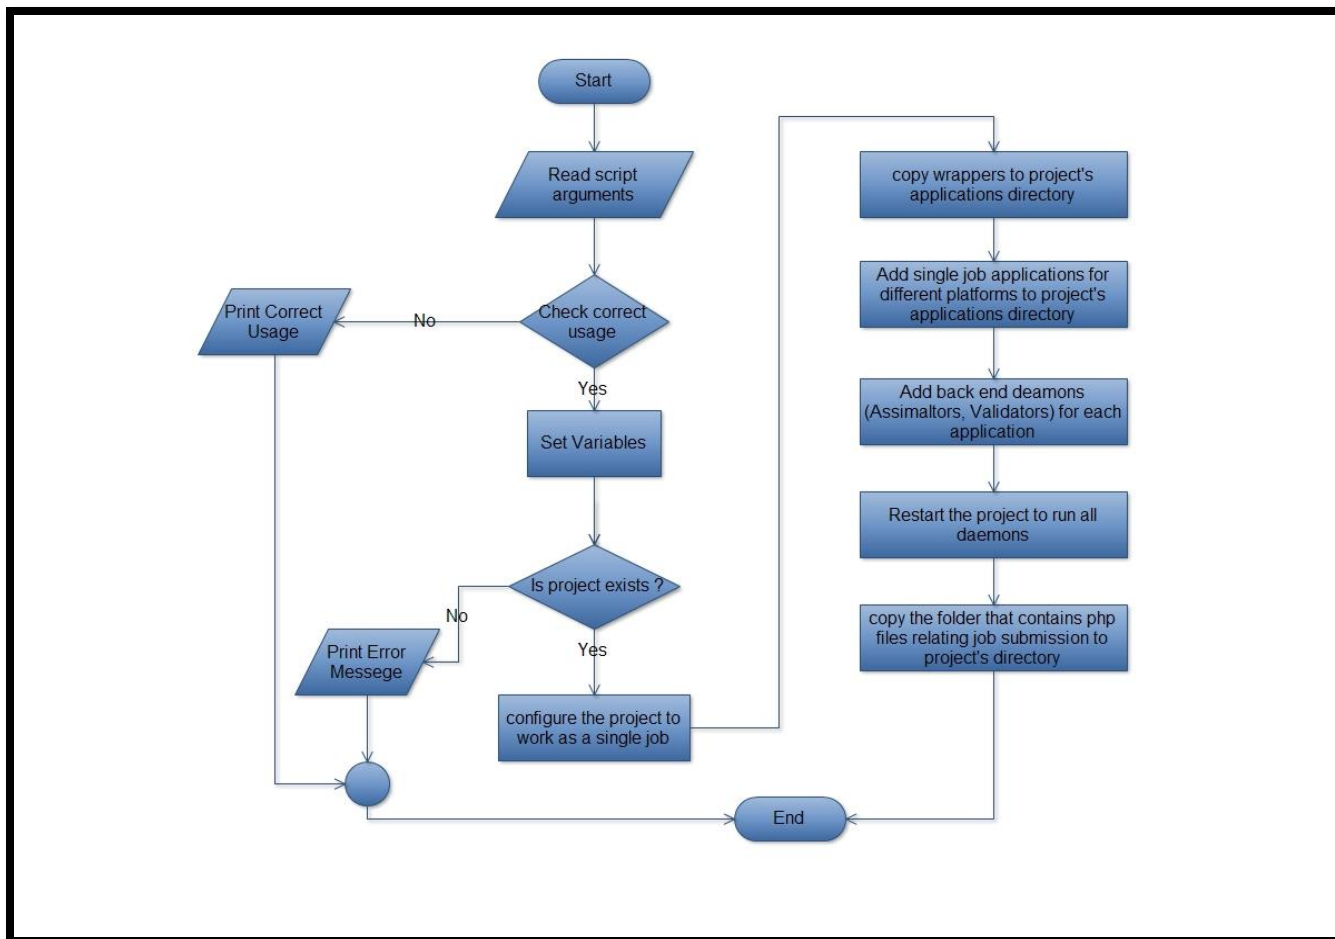 Start
Read script
arguments
Check correct
usage
No
Print Correct
Usage
Yes
Set Variables
Is project exists ?
No
Print Error
Messege
Yes
configure the project to
work as a single job
copy wrappers to project's
applications directory
Add single job applications for
different platforms to project's
applications directory
Add back end deamons
(Assimaltors, Validators) for each
application
Restart the project to run all
daemons
copy the folder that contains php
files relating job submission to
project's directory
End